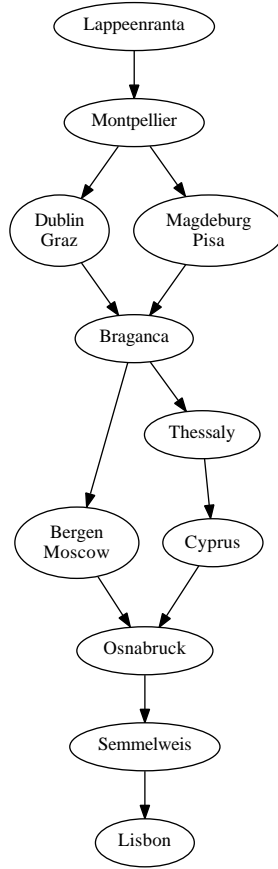 Lappeenranta
Montpellier
Dublin
Graz
Magdeburg
Pisa
Braganca
Thessaly
Bergen
Moscow
Cyprus
Osnabruck
Semmelweis
Lisbon